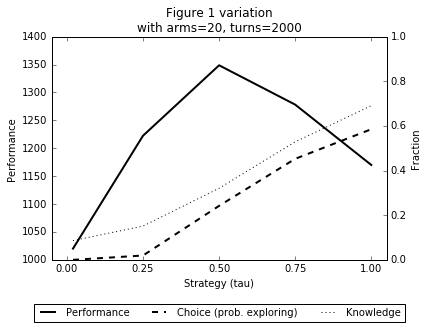 Figure 1 variation
with arms=20, turns=2000
1400
1350
1300
1250
1200
1150
1100
1050
1000
Performance
1.0
0.8
0.6
0.4
0.2
0.0
Fraction
0.00 0.25 0.50 0.75 1.00
Strategy (tau)
Performance Choice (prob. exploring) Knowledge